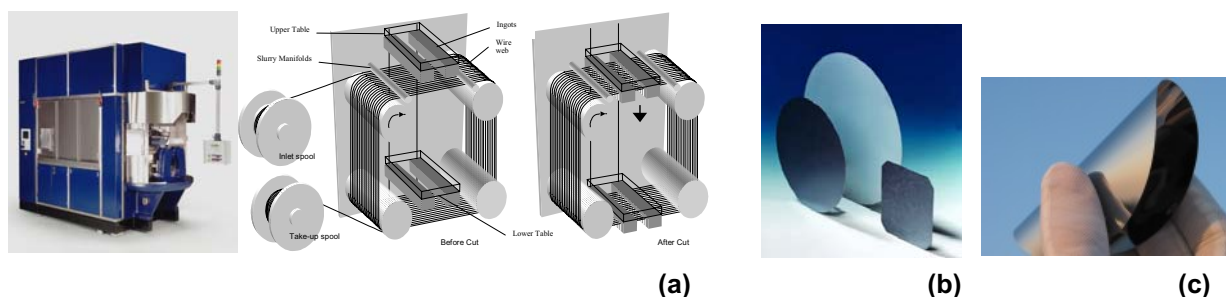 Upper Table
Ingots
Wire
web
Slurry Manifolds
Inlet spool
Take-up spool
Before Cut
Lower Table
After Cut
(a)
(b)
(c)